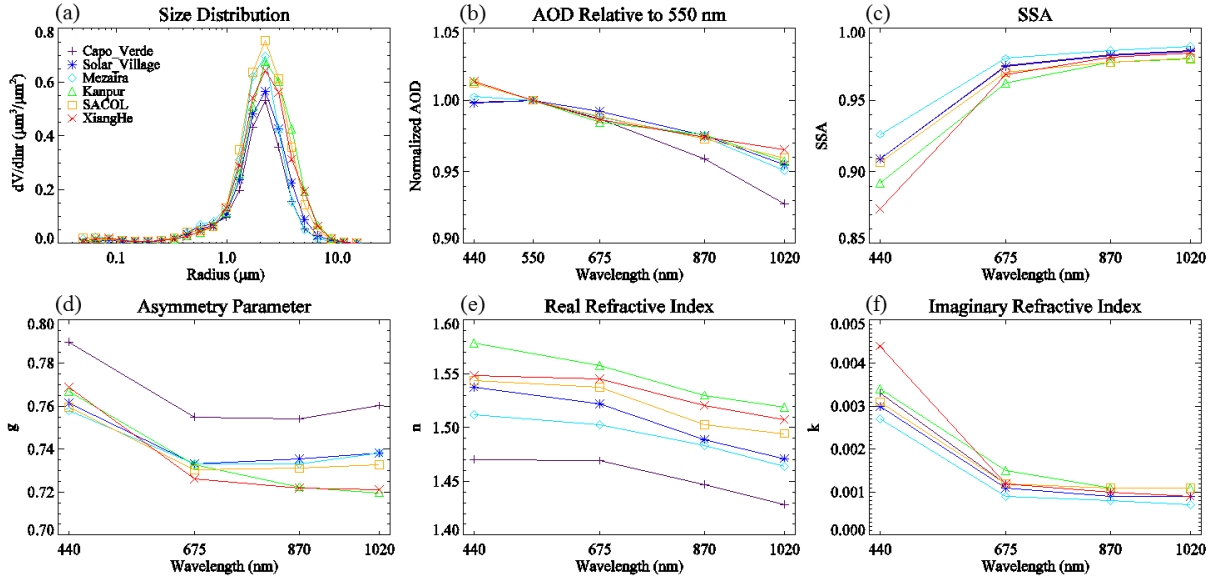 (a)
Size Distribution
0.8
0.6
0.4
0.2
0.0
dV/dlnr (μm³/μm²)
Capo_Verde
Solar_Village
Mezaira
Kanpur
SACOL
XiangHe
0.1
1.0
10.0
Radius (μm)
(b)
AOD Relative to 550 nm
1.05
1.00
0.95
0.90
Normalized AOD
440
550
675
870
1020
Wavelength (nm)
(c)
SSA
1.00
0.95
0.90
0.85
SSA
440
675
870
1020
Wavelength (nm)
(d)
Asymmetry Parameter
0.80
0.78
0.76
0.74
0.72
0.70
g
440
675
870
1020
Wavelength (nm)
(e)
Real Refractive Index
1.60
1.55
1.50
1.45
1.40
n
440
675
870
1020
Wavelength (nm)
(f)
Imaginary Refractive Index
0.005
0.004
0.003
0.002
0.001
0.000
k
440
675
870
1020
Wavelength (nm)